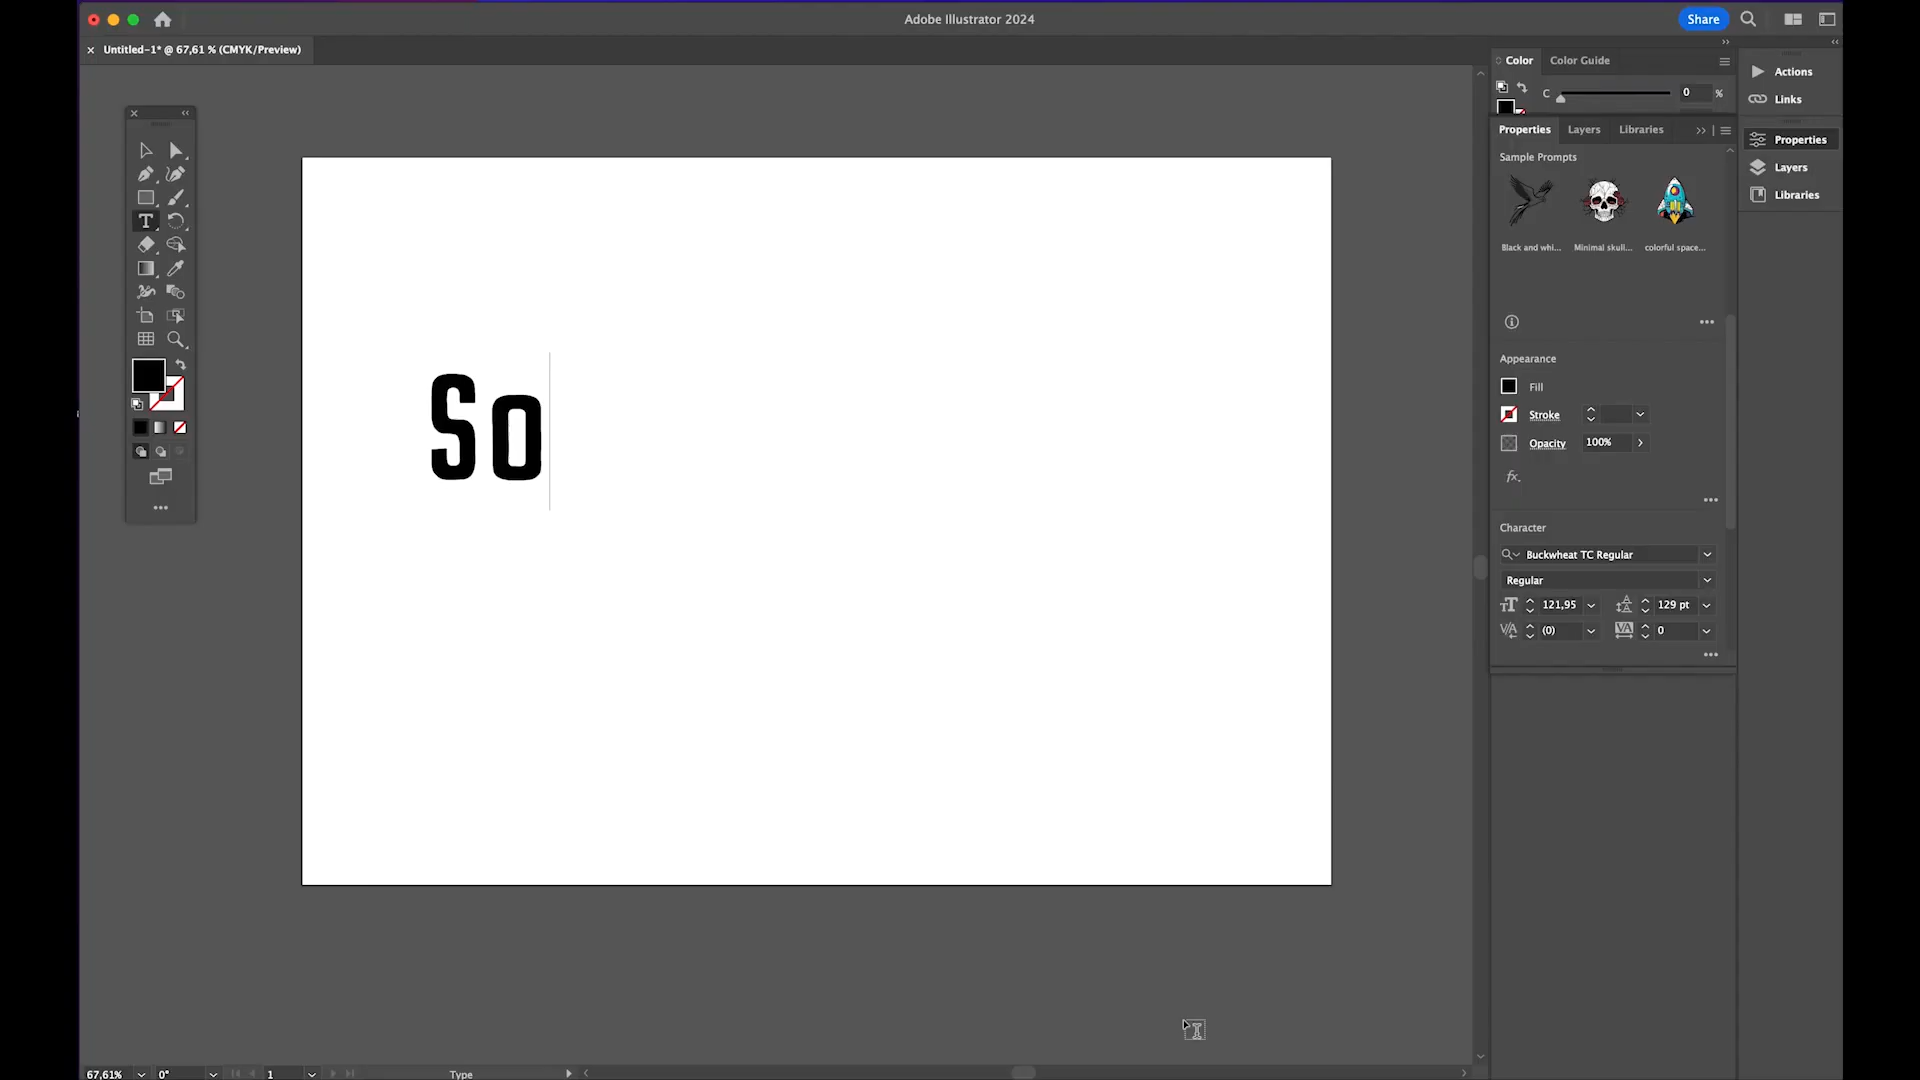 Adobe Illustrator 2024
Share
Untitled-1* @ 67,61 % (CMYK/Preview)
Color
Color Guide
C
0
%
Actions
Links
Properties
Layers
Libraries
Properties
Layers
Libraries
Sample Prompts
Black and whi...
Minimal skull...
colorful space...
Appearance
Fill
Stroke
Opacity
100%
fx.
Character
Buckwheat TC Regular
Regular
121,95
129 pt
(0)
0
So
67,61%
0°
1
Type